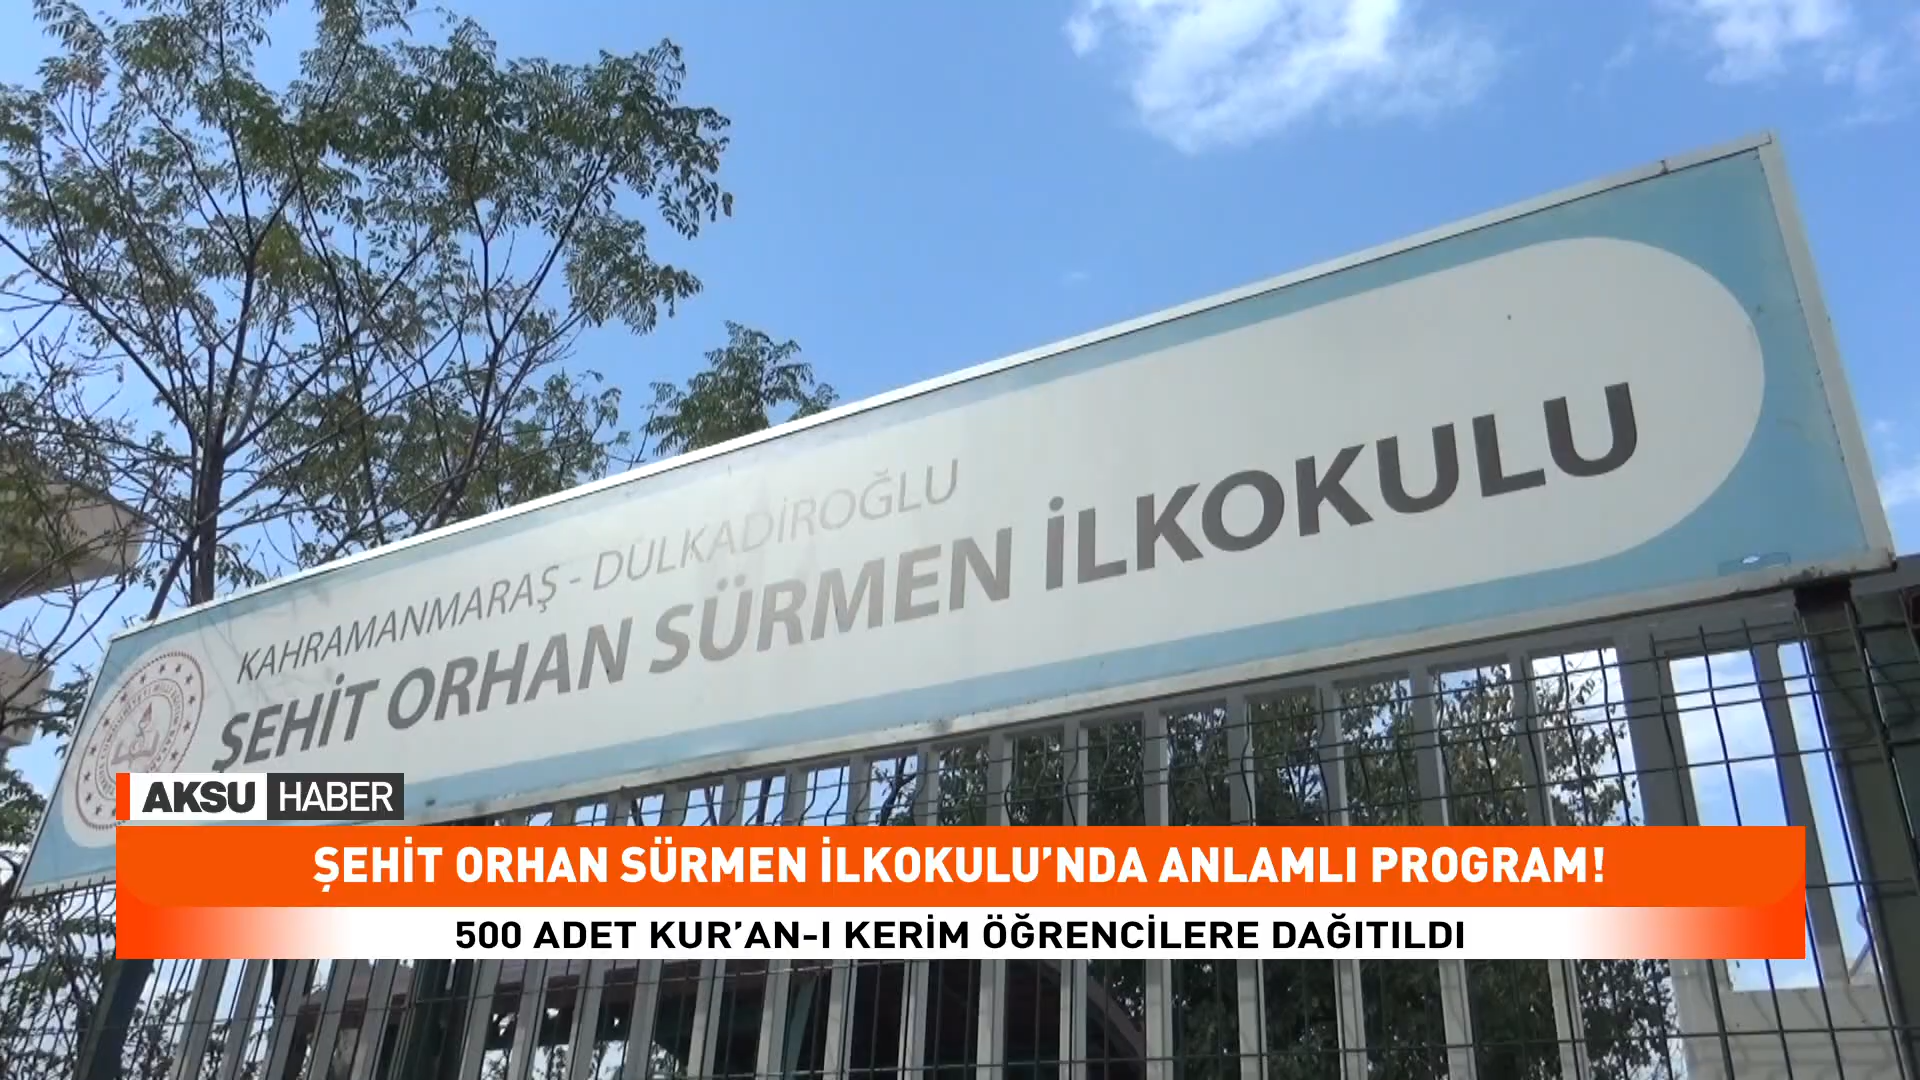 KAHRAMANMARAŞ - DULKADİROĞLU
ŞEHİT ORHAN SÜRMEN İLKOKULU
AKSU HABER
ŞEHİT ORHAN SÜRMEN İLKOKULU’NDA ANLAMLI PROGRAM!
500 ADET KUR’AN-I KERİM ÖĞRENCİLERE DAĞITILDI